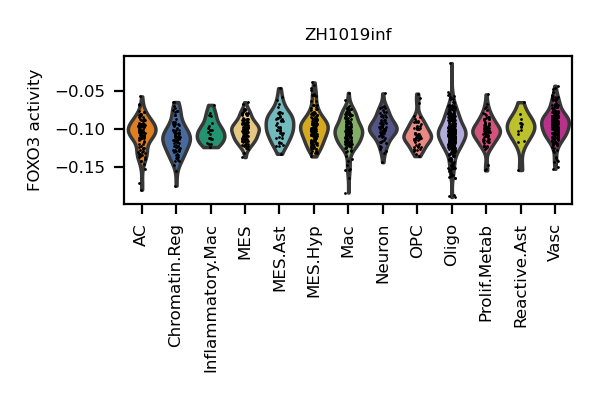 ZH1019inf
FOXO3 activity
−0.05
−0.10
−0.15
AC
Chromatin.Reg
Inflammatory.Mac
MES
MES.Ast
MES.Hyp
Mac
Neuron
OPC
Oligo
Prolif.Metab
Reactive.Ast
Vasc